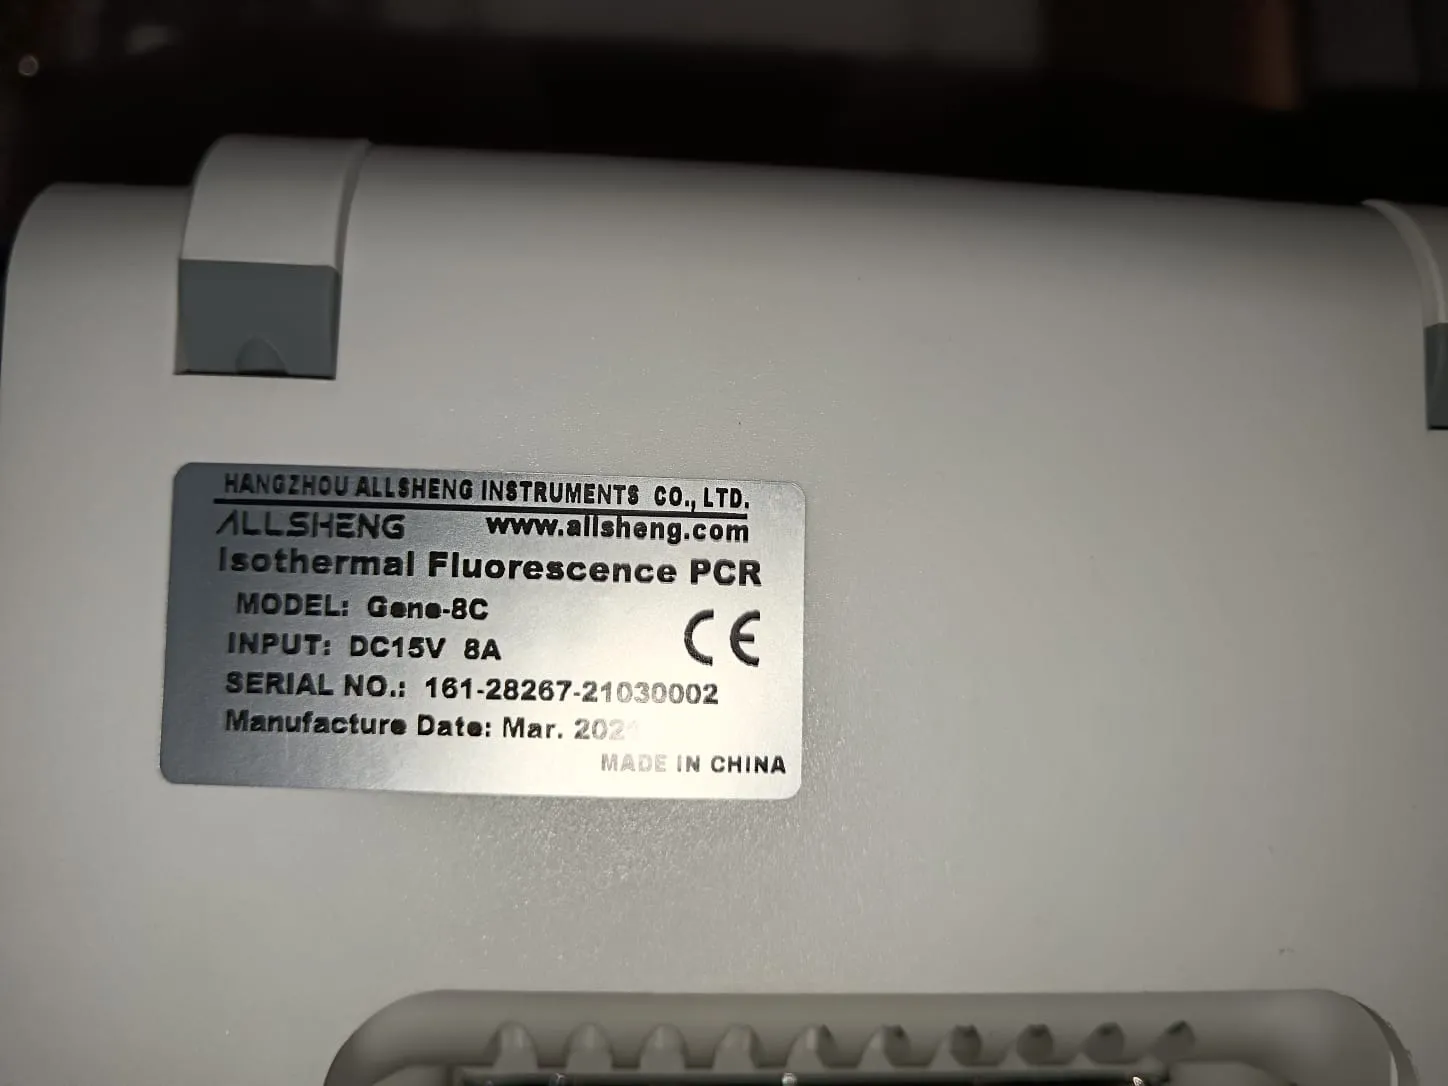 HANGZHOU ALLSHENG INSTRUMENTS CO., LTD.
ALLSHENG www.allsheng.com
Isothermal Fluorescence PCR
MODEL: Gene-8C
INPUT: DC15V 8A
CE
SERIAL NO.: 161-28267-21030002
Manufacture Date: Mar. 2021
MADE IN CHINA